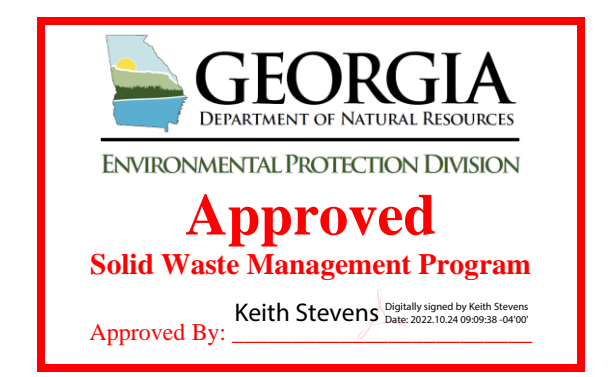 GEORGIA
DEPARTMENT OF NATURAL RESOURCES
ENVIRONMENTAL PROTECTION DIVISION
Approved
Solid Waste Management Program
Keith Stevens
Digitally signed by Keith Stevens
Date: 2022.10.24 09:09:38 -04'00'
Approved By: